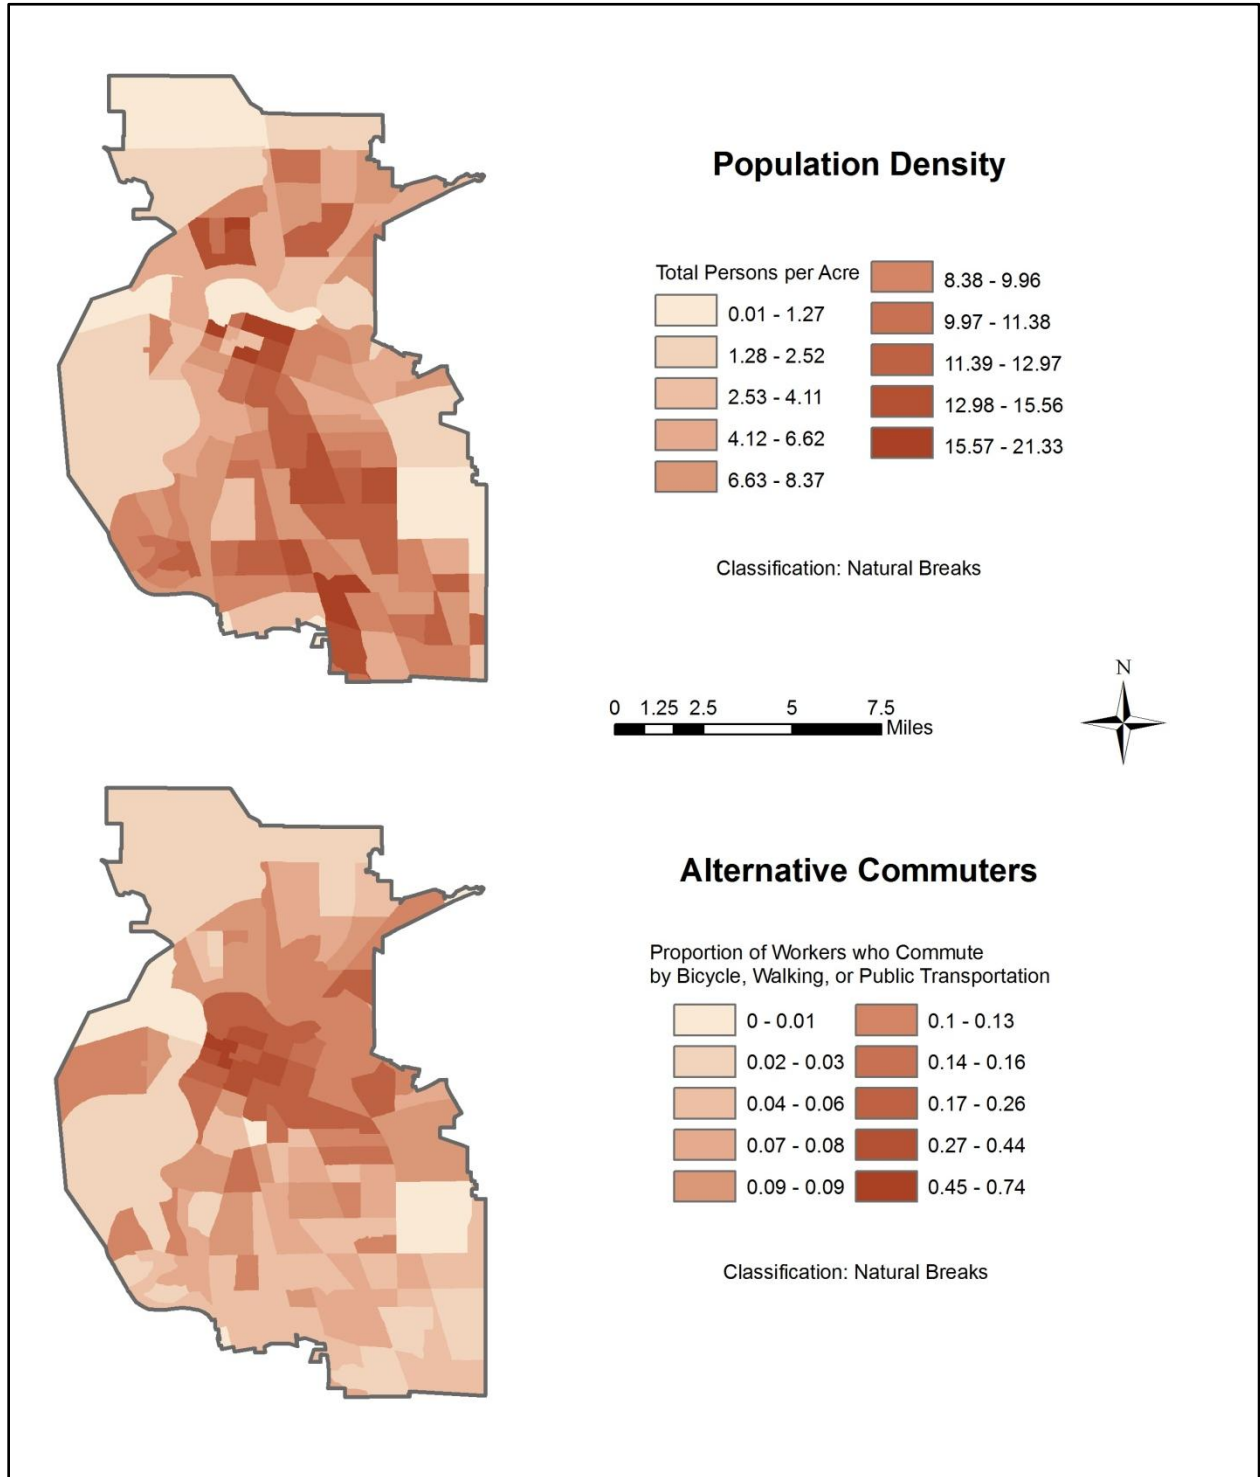 Population Density
Total Persons per Acre
0.01 - 1.27
1.28 - 2.52
2.53 - 4.11
4.12 - 6.62
6.63 - 8.37
8.38 - 9.96
9.97 - 11.38
11.39 - 12.97
12.98 - 15.56
15.57 - 21.33
Classification: Natural Breaks
N
0 1.25 2.5 5 7.5
Miles
Alternative Commuters
Proportion of Workers who Commute
by Bicycle, Walking, or Public Transportation
0 - 0.01
0.02 - 0.03
0.04 - 0.06
0.07 - 0.08
0.09 - 0.09
0.1 - 0.13
0.14 - 0.16
0.17 - 0.26
0.27 - 0.44
0.45 - 0.74
Classification: Natural Breaks